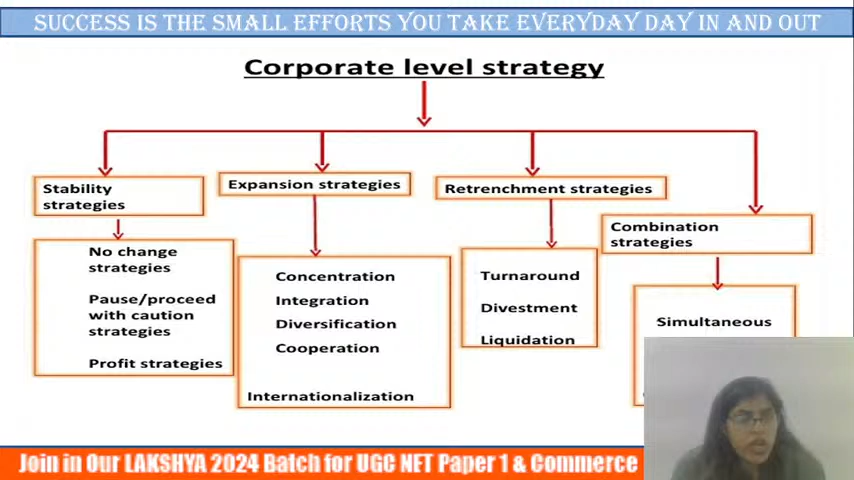 SUCCESS IS THE SMALL EFFORTS YOU TAKE EVERYDAY DAY IN AND OUT
Corporate level strategy
Stability
strategies
No change
strategies
Pause/proceed
with caution
strategies
Profit strategies
Expansion strategies
Concentration
Integration
Diversification
Cooperation
Internationalization
Retrenchment strategies
Turnaround
Divestment
Liquidation
Combination
strategies
Simultaneous
Join in Our LAKSHYA 2024 Batch for UGC NET Paper 1 & Commerce